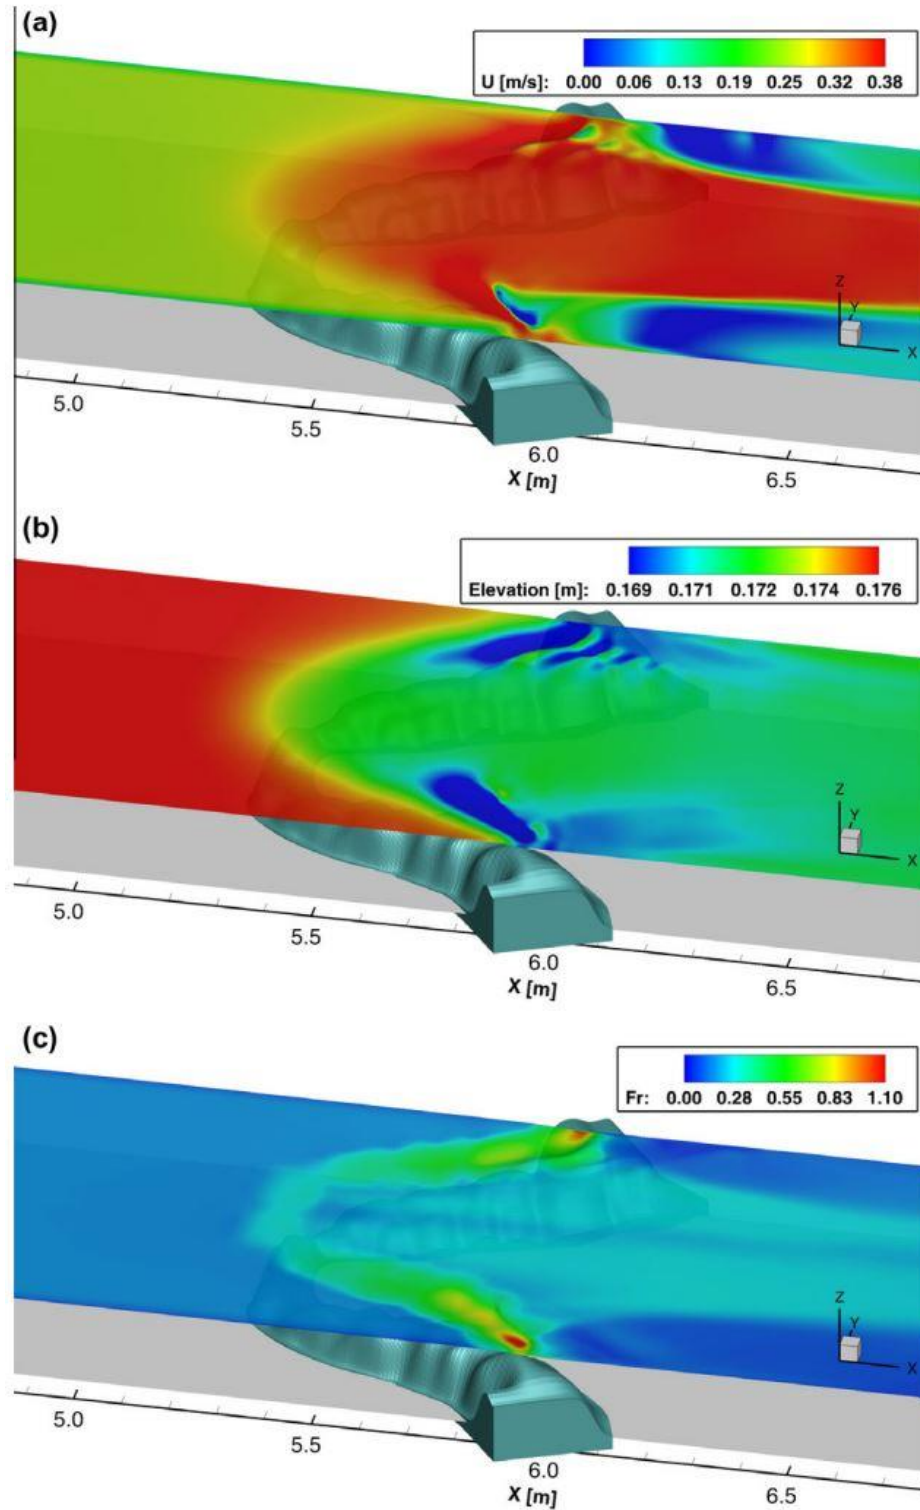 (a)
U [m/s]: 0.00 0.06 0.13 0.19 0.25 0.32 0.38
Z
Y
X
5.0
5.5
6.0
6.5
X [m]
(b)
Elevation [m]: 0.169 0.171 0.172 0.174 0.176
Z
Y
X
5.0
5.5
6.0
6.5
X [m]
(c)
Fr: 0.00 0.28 0.55 0.83 1.10
Z
Y
X
5.0
5.5
6.0
6.5
X [m]